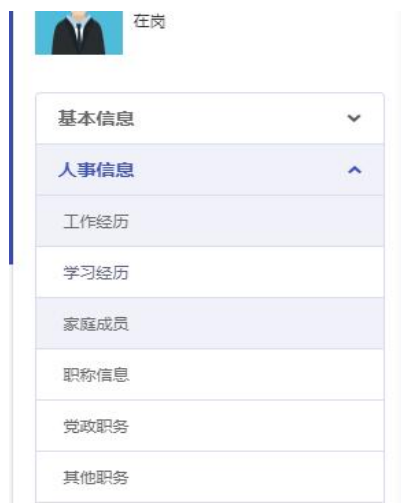 在岗
基本信息
人事信息
工作经历
学习经历
家庭成员
职称信息
党政职务
其他职务